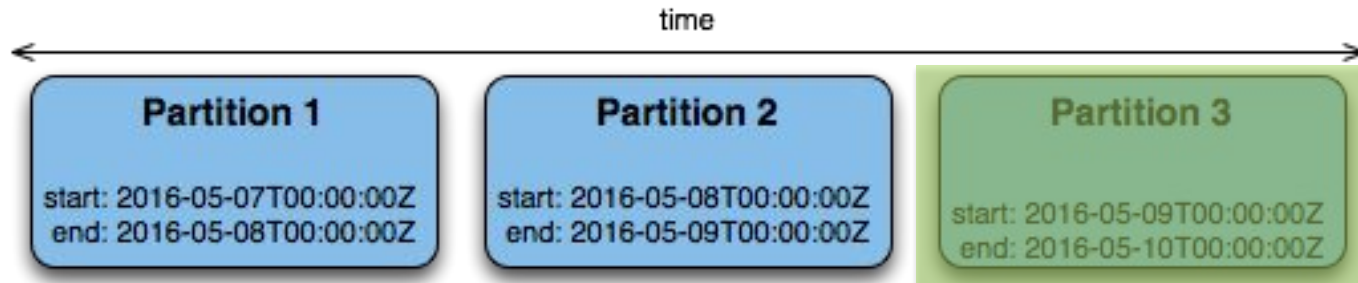 time
Partition 1
start: 2016-05-07T00:00:00Z
end: 2016-05-08T00:00:00Z
Partition 2
start: 2016-05-08T00:00:00Z
end: 2016-05-09T00:00:00Z
Partition 3
start: 2016-05-09T00:00:00Z
end: 2016-05-10T00:00:00Z